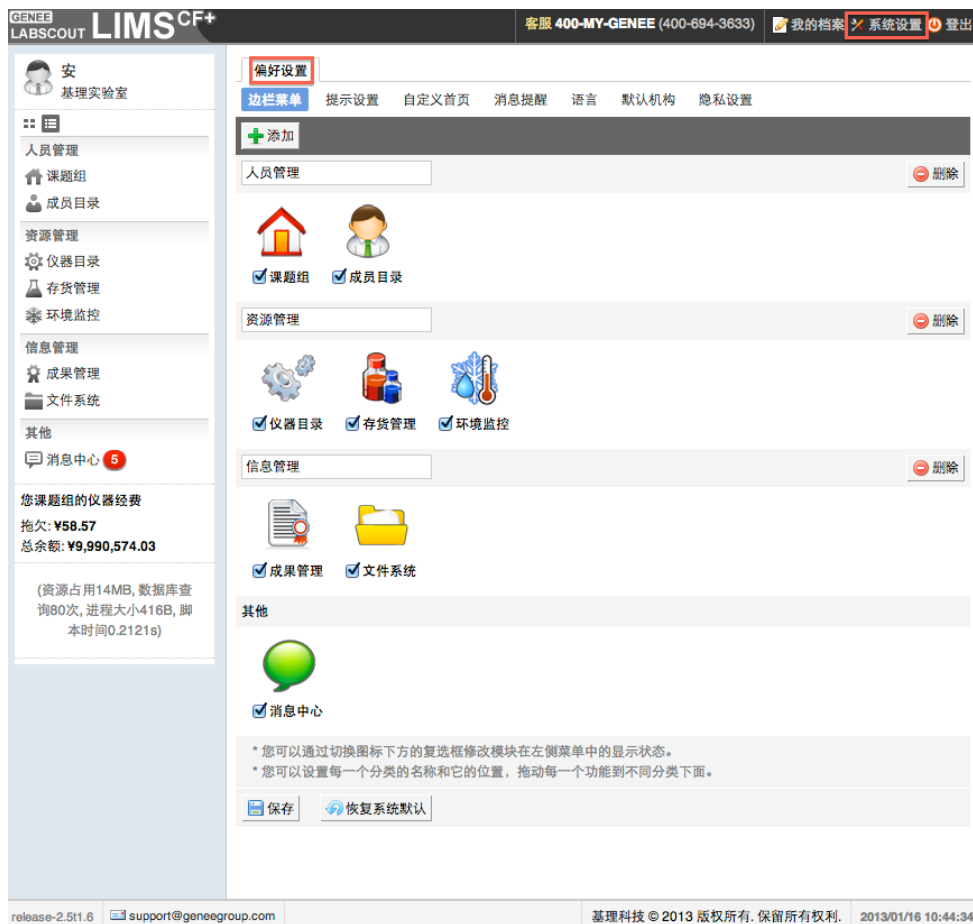 GENEE
LABSCOUT LIMS CF+
客服 400-MY-GENEE (400-694-3633) 我的档案 系统设置 登出
安
基理实验室
人员管理
课题组
成员目录
资源管理
仪器目录
存货管理
环境监控
信息管理
成果管理
文件系统
其他
消息中心 5
您课题组的仪器经费
拖欠: ¥58.57
总余额: ¥9,990,574.03
(资源占用14MB, 数据库查
询80次, 进程大小416B, 脚
本时间0.2121s)
偏好设置
边栏菜单 提示设置 自定义首页 消息提醒 语言 默认机构 隐私设置
添加
人员管理 删除
课题组 成员目录
资源管理 删除
仪器目录 存货管理 环境监控
信息管理 删除
成果管理 文件系统
其他
消息中心
* 您可以通过切换图标下方的复选框修改模块在左侧菜单中的显示状态。
* 您可以设置每一个分类的名称和它的位置，拖动每一个功能到不同分类下面。
保存 恢复系统默认
release-2.5t1.6 support@geneegroup.com 基理科技 © 2013 版权所有. 保留所有权利. 2013/01/16 10:44:34